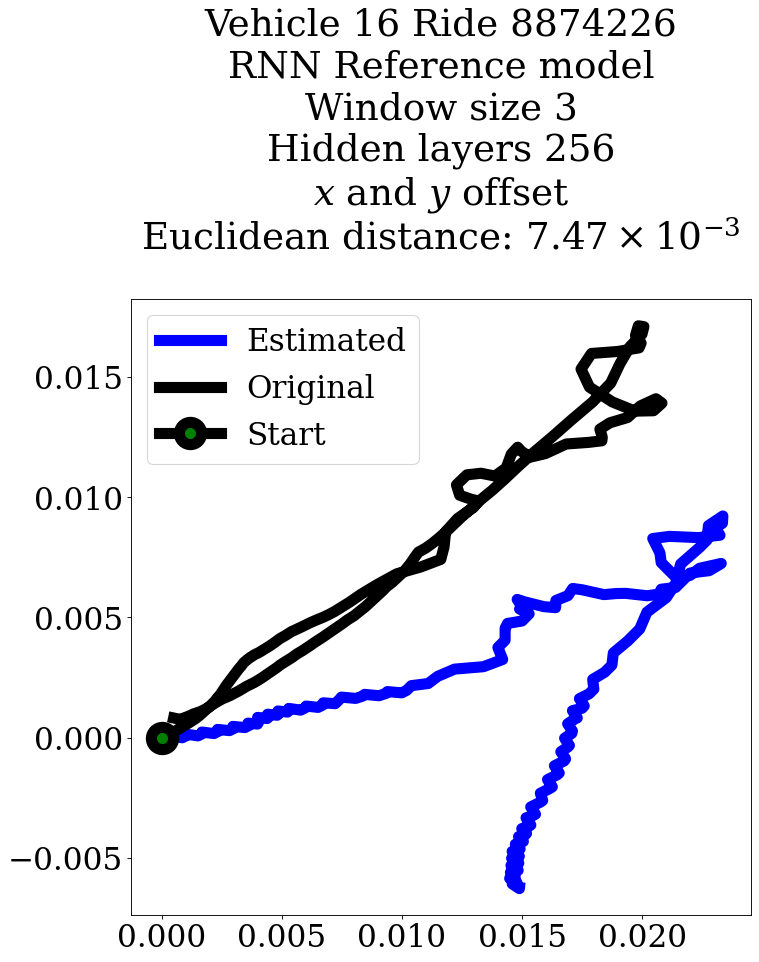 Vehicle 16 Ride 8874226
RNN Reference model
Window size 3
Hidden layers 256
x and y offset
Euclidean distance: 7.47 × 10⁻³
Estimated
Original
Start
0.015
0.010
0.005
0.000
−0.005
0.000 0.005 0.010 0.015 0.020